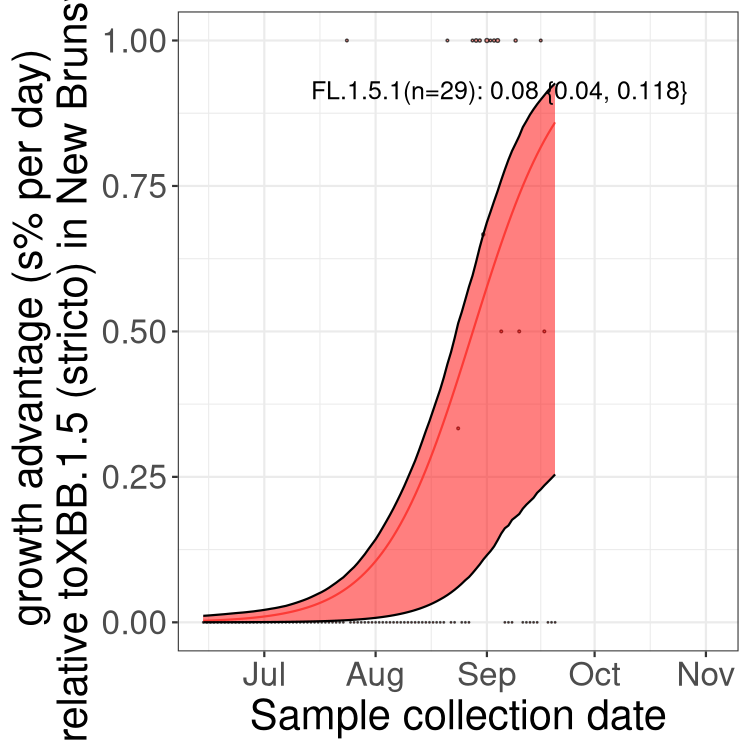 growth advantage (s% per day)
relative toXBB.1.5 (stricto) in New Bruns
1.00
0.75
0.50
0.25
0.00
FL.1.5.1(n=29): 0.08 {0.04, 0.118}
Jul Aug Sep Oct Nov
Sample collection date